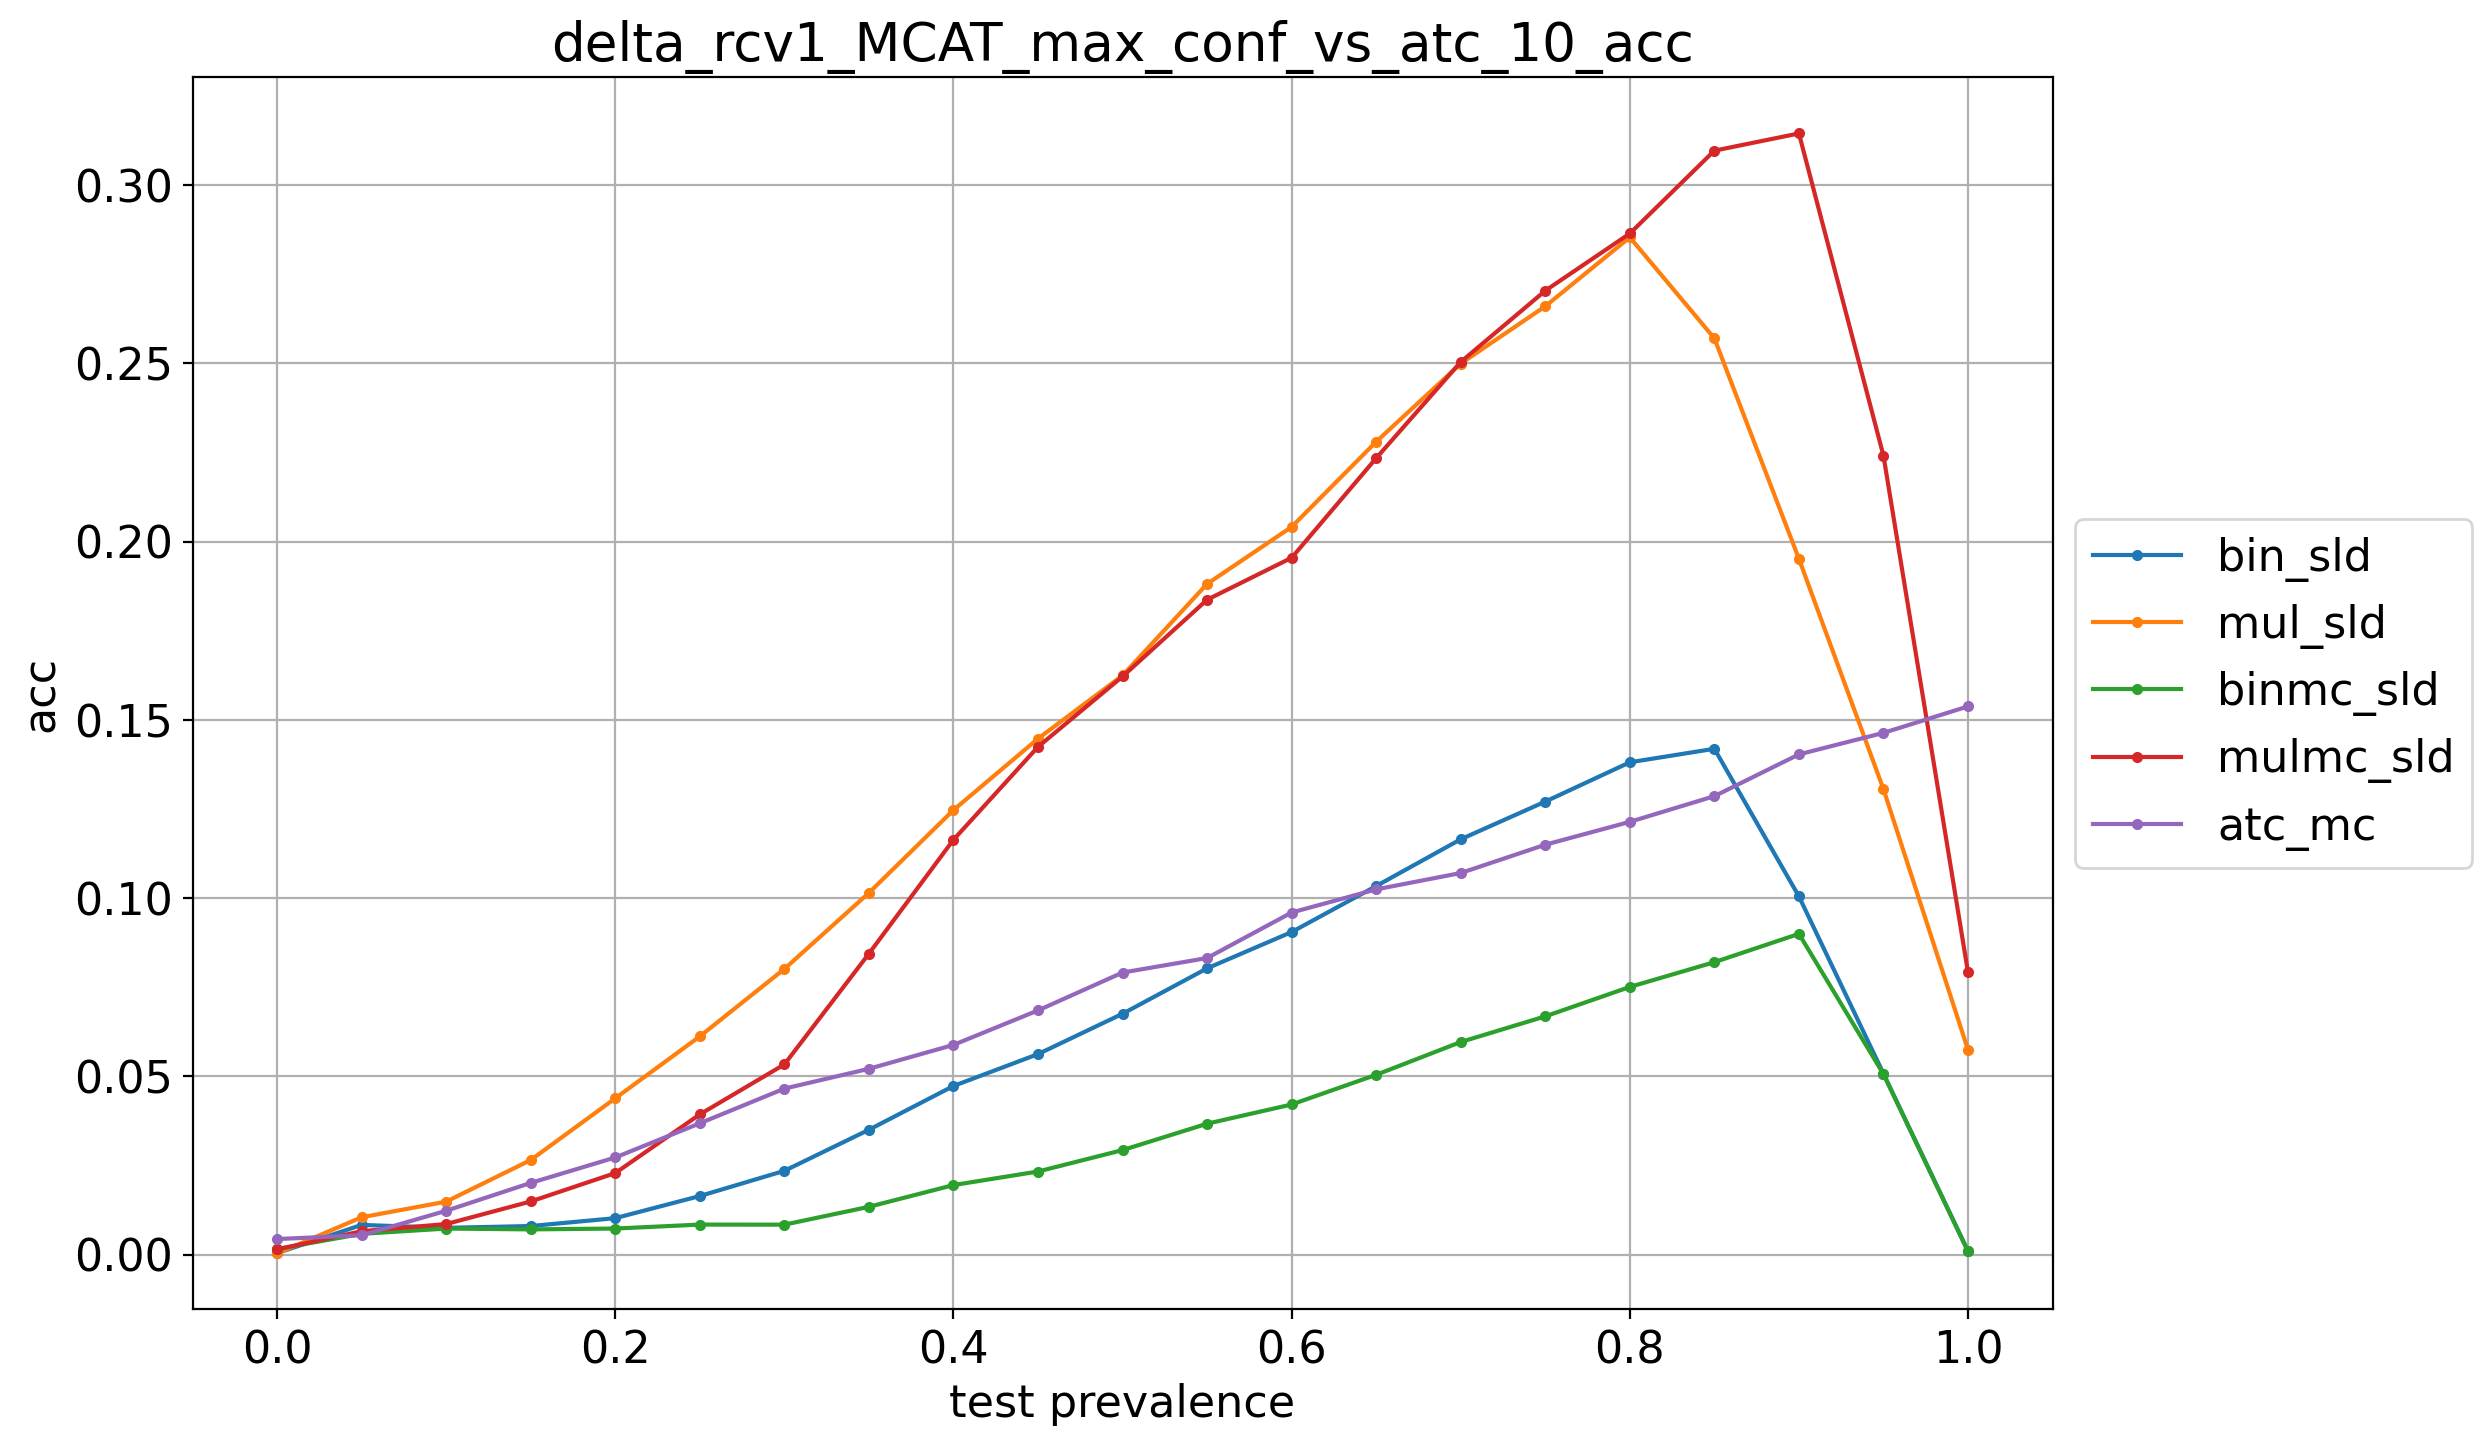 delta_rcv1_MCAT_max_conf_vs_atc_10_acc
acc
0.30
0.25
0.20
0.15
0.10
0.05
0.00
0.0 0.2 0.4 0.6 0.8 1.0
test prevalence
bin_sld
mul_sld
binmc_sld
mulmc_sld
atc_mc